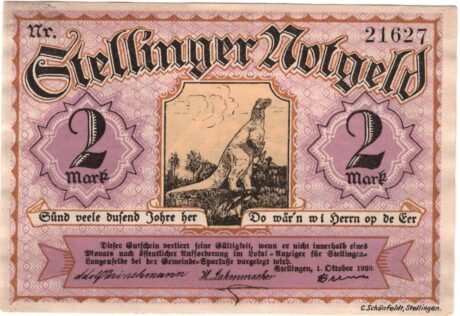 Nr. 21627
Stellinger Notgeld
2 Mark
2 Mark
Sünd veele dusend Johre her
Do wär'n wi Herrn op de Eer
Dieser Gutschein verliert seine Gültigkeit, wenn er nicht innerhalb eines
Monats nach öffentlicher Aufforderung im Lokal-Anzeiger für Stellingen-
Langenfelde bei der Gemeinde-Sparkasse vorgelegt wird.
Stellingen, 1. Oktober 1920.
C. Schönfeldt, Stellingen.